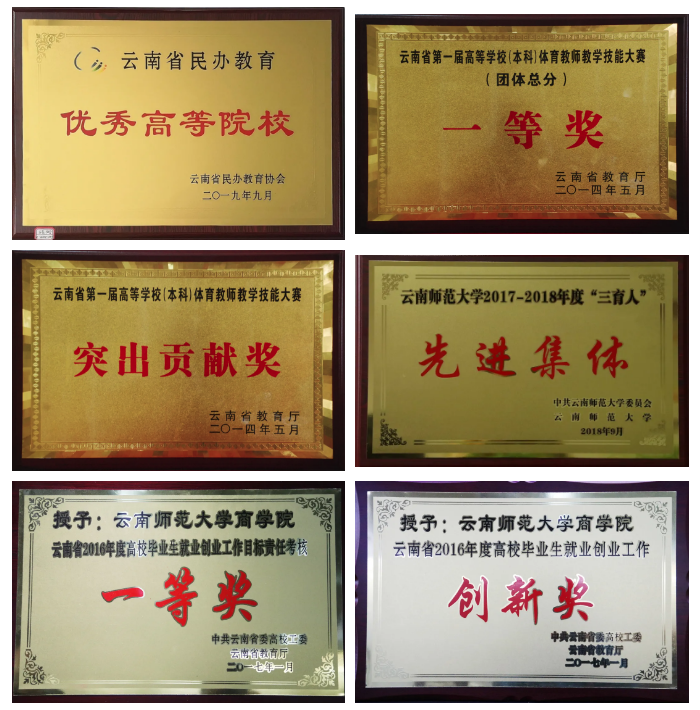 云南省民办教育
优秀高等院校
云南省民办教育协会
二〇一九年九月
云南省第一届高等学校(本科)体育教师教学技能大赛
(团体总分)
一等奖
云南省教育厅
二〇一四年五月
云南省第一届高等学校(本科)体育教师教学技能大赛
突出贡献奖
云南省教育厅
二〇一四年五月
云南师范大学2017-2018年度“三育人”
先进集体
中共云南师范大学委员会
云南师范大学
2018年9月
授予：云南师范大学商学院
云南省2016年度高校毕业生就业创业工作目标责任考核
一等奖
中共云南省委高校工委
云南省教育厅
二〇一七年一月
授予：云南师范大学商学院
云南省2016年度高校毕业生就业创业工作
创新奖
中共云南省委高校工委
云南省教育厅
二〇一七年一月